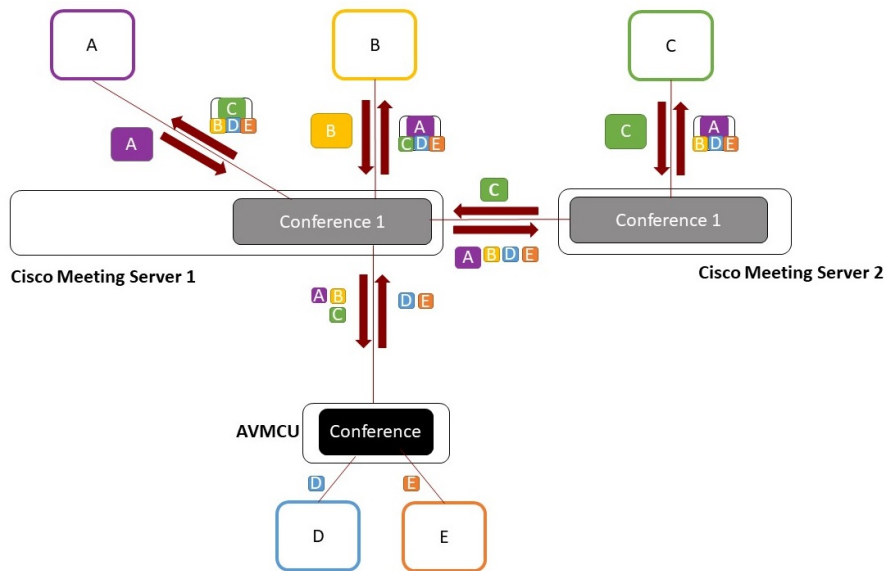 A
B
C
C
B D E
A
B
A
C D E
C
A
B D E
C
Conference 1
Conference 1
A B D E
Cisco Meeting Server 1
Cisco Meeting Server 2
A B
C
D E
AVMCU
Conference
D
E
D
E